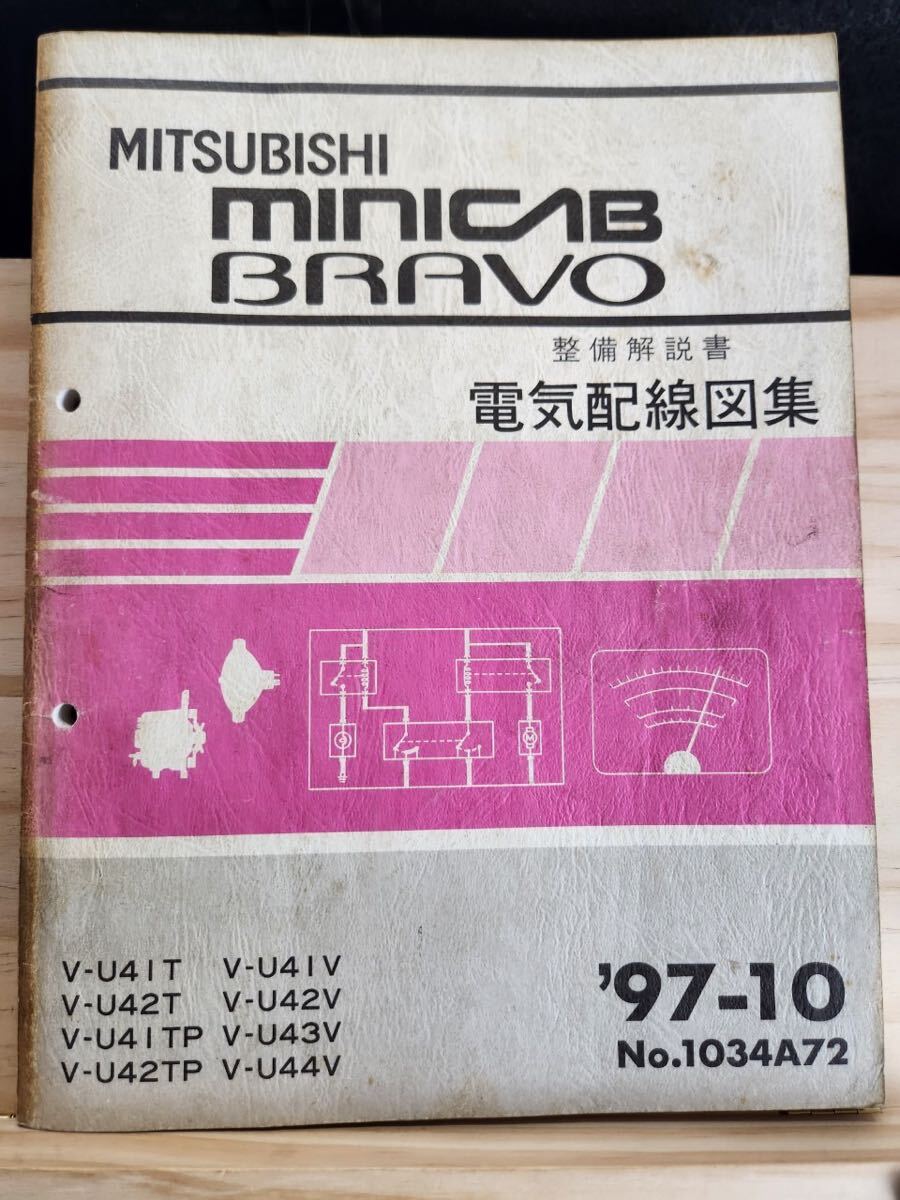 MITSUBISHI
MINICAB
BRAVO
整備解説書
電気配線図集
M
V-U41T V-U41V
V-U42T V-U42V
V-U41TP V-U43V
V-U42TP V-U44V
'97-10
No.1034A72